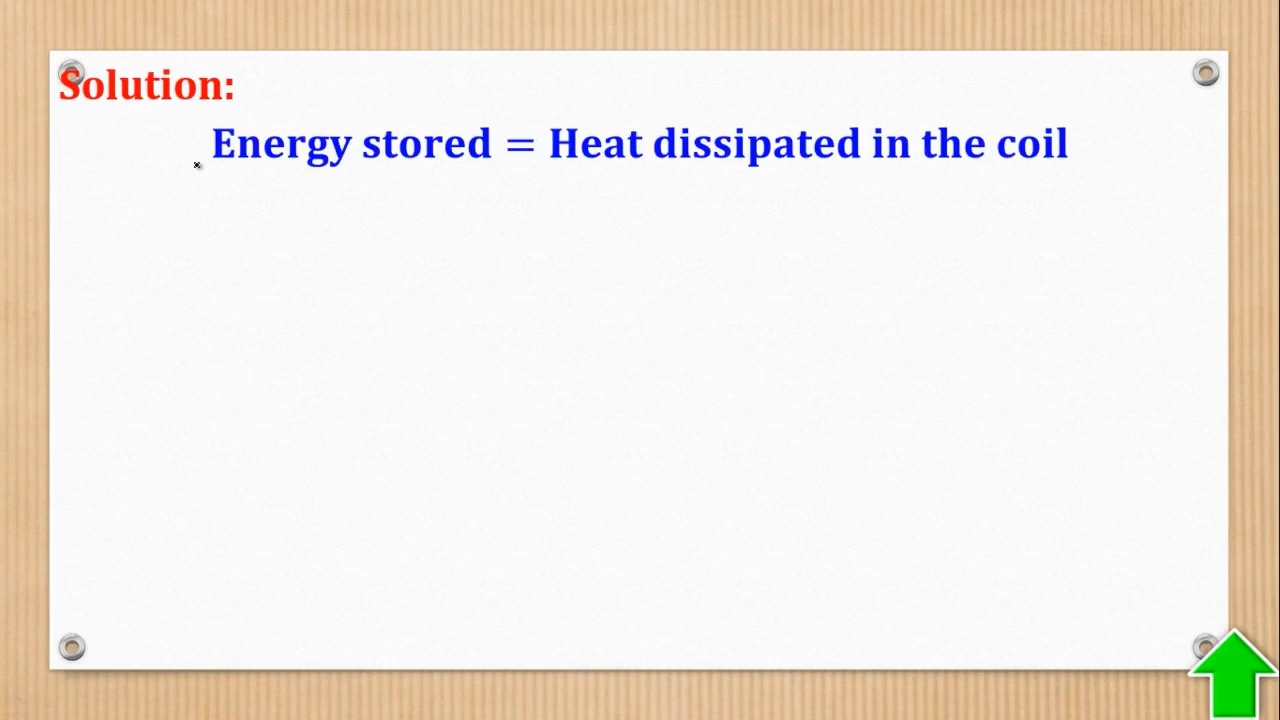 Solution:
Energy stored = Heat dissipated in the coil